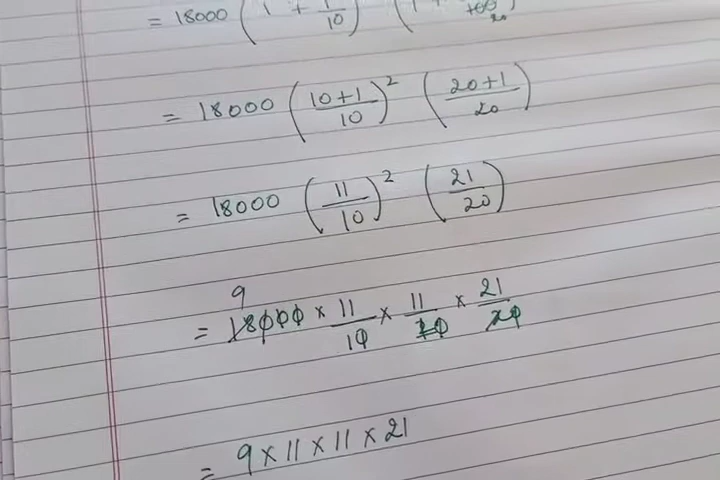 = 18000 (1 + 1/10) (
= 18000 (10+1/10)² (20+1/20)
= 18000 (11/10)² (21/20)
9
= 18000 × 11/10 × 11/10 × 21/20
= 9 × 11 × 11 × 21